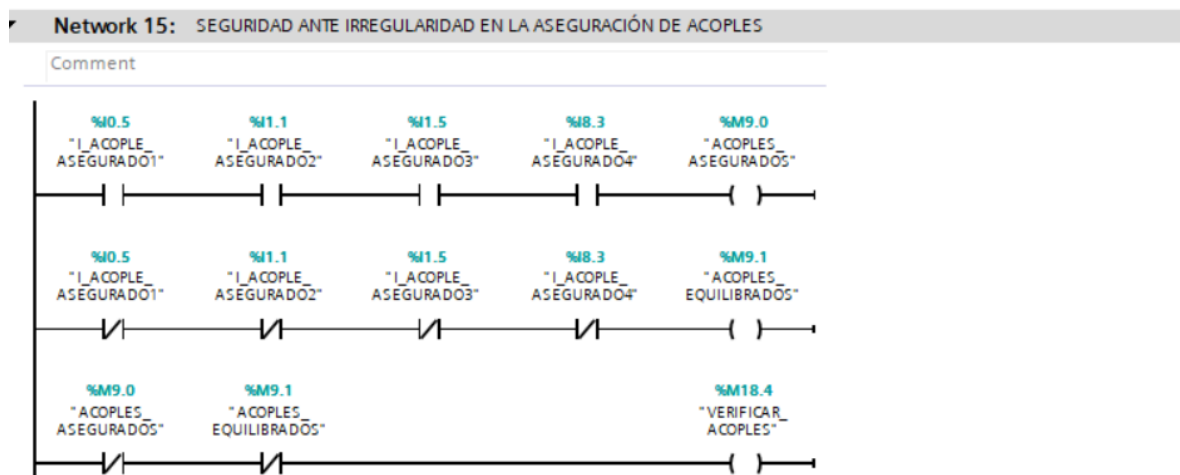 Network 15: SEGURIDAD ANTE IRREGULARIDAD EN LA ASEGURACIÓN DE ACOPLES
Comment
%I0.5 %I1.1 %I1.5 %I8.3 %M9.0
"I_ACOPLE_ "I_ACOPLE_ "I_ACOPLE_ "I_ACOPLE_ "ACOPLES_
ASEGURADO1" ASEGURADO2" ASEGURADO3" ASEGURADO4" ASEGURADOS"
%I0.5 %I1.1 %I1.5 %I8.3 %M9.1
"I_ACOPLE_ "I_ACOPLE_ "I_ACOPLE_ "I_ACOPLE_ "ACOPLES_
ASEGURADO1" ASEGURADO2" ASEGURADO3" ASEGURADO4" EQUILIBRADOS"
%M9.0 %M9.1 %M18.4
"ACOPLES_ "ACOPLES_ "VERIFICAR_
ASEGURADOS" EQUILIBRADOS" ACOPLES"